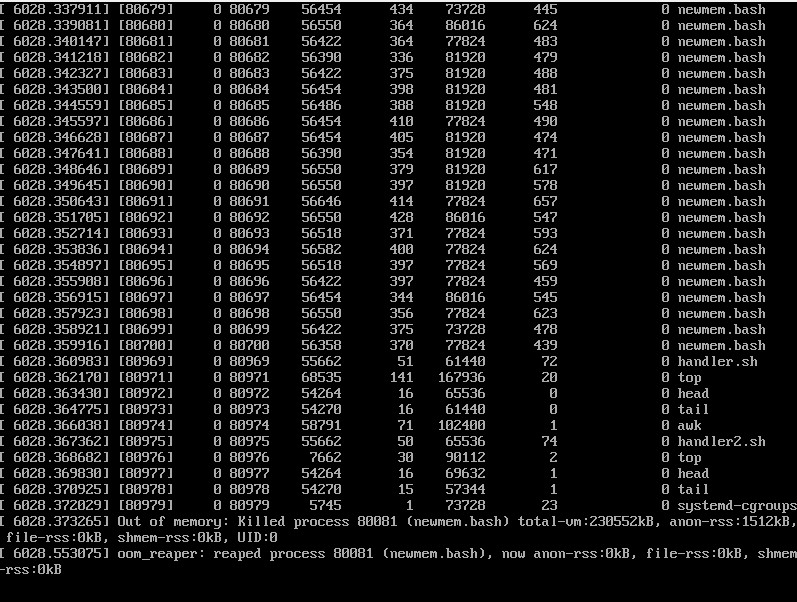 [ 6028.337911] [80679]     0 80679    56454      434    73728      445             0 newmem.bash
[ 6028.339081] [80680]     0 80680    56550      364    86016      624             0 newmem.bash
[ 6028.340147] [80681]     0 80681    56422      364    77824      483             0 newmem.bash
[ 6028.341218] [80682]     0 80682    56390      336    81920      479             0 newmem.bash
[ 6028.342327] [80683]     0 80683    56422      375    81920      488             0 newmem.bash
[ 6028.343500] [80684]     0 80684    56454      398    81920      481             0 newmem.bash
[ 6028.344559] [80685]     0 80685    56486      388    81920      548             0 newmem.bash
[ 6028.345597] [80686]     0 80686    56454      410    77824      490             0 newmem.bash
[ 6028.346628] [80687]     0 80687    56454      405    81920      474             0 newmem.bash
[ 6028.347641] [80688]     0 80688    56390      354    81920      471             0 newmem.bash
[ 6028.348646] [80689]     0 80689    56550      379    81920      617             0 newmem.bash
[ 6028.349645] [80690]     0 80690    56550      397    81920      578             0 newmem.bash
[ 6028.350643] [80691]     0 80691    56646      414    77824      657             0 newmem.bash
[ 6028.351705] [80692]     0 80692    56550      428    86016      547             0 newmem.bash
[ 6028.352714] [80693]     0 80693    56518      371    77824      593             0 newmem.bash
[ 6028.353836] [80694]     0 80694    56582      400    77824      624             0 newmem.bash
[ 6028.354897] [80695]     0 80695    56518      397    77824      569             0 newmem.bash
[ 6028.355908] [80696]     0 80696    56422      397    77824      459             0 newmem.bash
[ 6028.356915] [80697]     0 80697    56454      344    86016      545             0 newmem.bash
[ 6028.357923] [80698]     0 80698    56550      356    77824      623             0 newmem.bash
[ 6028.358921] [80699]     0 80699    56422      375    73728      478             0 newmem.bash
[ 6028.359916] [80700]     0 80700    56358      370    77824      439             0 newmem.bash
[ 6028.360983] [80969]     0 80969    55662       51    61440       72             0 handler.sh
[ 6028.362170] [80971]     0 80971    68535      141   167936       20             0 top
[ 6028.363430] [80972]     0 80972    54264       16    65536        0             0 head
[ 6028.364775] [80973]     0 80973    54270       16    61440        0             0 tail
[ 6028.366038] [80974]     0 80974    58791       71   102400        1             0 awk
[ 6028.367362] [80975]     0 80975    55662       50    65536       74             0 handler2.sh
[ 6028.368682] [80976]     0 80976     7662       30    90112        2             0 top
[ 6028.369830] [80977]     0 80977    54264       16    69632        1             0 head
[ 6028.370925] [80978]     0 80978    54270       15    57344        1             0 tail
[ 6028.372029] [80979]     0 80979     5745        1    73728       23             0 systemd-cgroups
[ 6028.373265] Out of memory: Killed process 80081 (newmem.bash) total-vm:230552kB, anon-rss:1512kB,
 file-rss:0kB, shmem-rss:0kB, UID:0
[ 6028.553075] oom_reaper: reaped process 80081 (newmem.bash), now anon-rss:0kB, file-rss:0kB, shmem
-rss:0kB